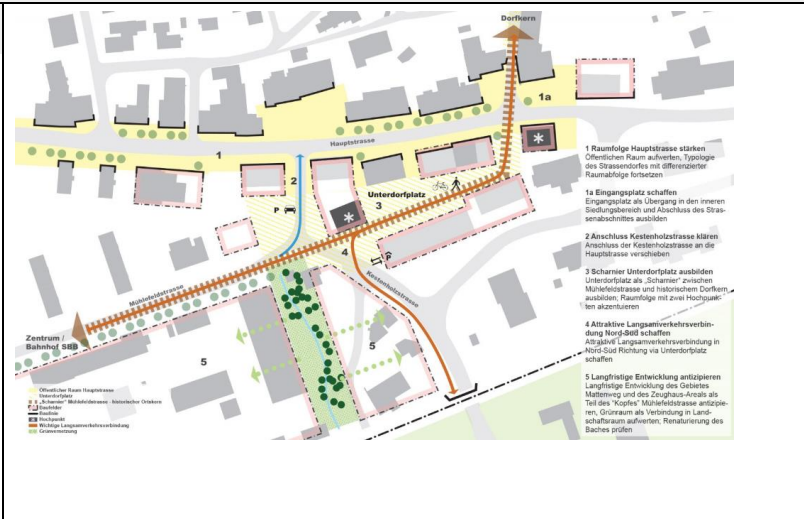 Dorfkern
1a
1
Hauptstrasse
2
Unterdorfplatz
3
P
4
Mühlefeldstrasse
Kestenholzstrasse
Zentrum /
Bahnhof SBB
5
5
1 Raumfolge Hauptstrasse stärken
Öffentlichen Raum aufwerten, Typologie
des Strassendorfes mit differenzierter
Raumabfolge fortsetzen
1a Eingangsplatz schaffen
Eingangsplatz als Übergang in den inneren
Siedlungsbereich und Abschluss des Stras-
senabschnittes ausbilden
2 Anschluss Kestenholzstrasse klären
Anschluss der Kestenholzstrasse an die
Hauptstrasse verschieben
3 Scharnier Unterdorfplatz ausbilden
Unterdorfplatz als „Scharnier“ zwischen
Mühlefeldstrasse und historischem Dorfkern
ausbilden; Raumfolge mit zwei Hochpunk-
ten akzentuieren
4 Attraktive Langsamverkehrsverbin-
dung Nord-Süd schaffen
Attraktive Langsamverkehrsverbindung in
Nord-Süd Richtung via Unterdorfplatz
schaffen
5 Langfristige Entwicklung antizipieren
Langfristige Entwicklung des Gebietes
Mattenweg und des Zeughaus-Areals als
Teil des "Kopfes" Mühlefeldstrasse antizipie-
ren, Grünraum als Verbindung in Land-
schaftsraum aufwerten; Renaturierung des
Baches prüfen
Öffentlicher Raum Hauptstrasse
Unterdorfplatz
„Scharnier“ Mühlefeldstrasse - historischer Ortskern
Baufelder
Baulinie
Hochpunkt
Wichtige Langsamverkehrsverbindung
Grünvernetzung